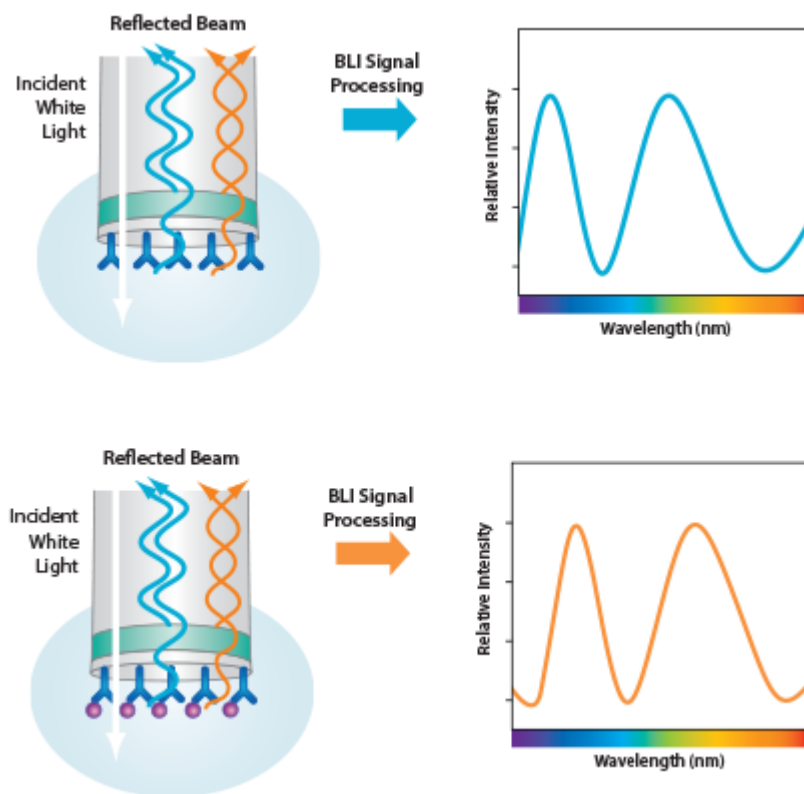 Reflected Beam
Incident
White
Light
BLI Signal
Processing
Relative Intensity
Wavelength (nm)
Reflected Beam
Incident
White
Light
BLI Signal
Processing
Relative Intensity
Wavelength (nm)